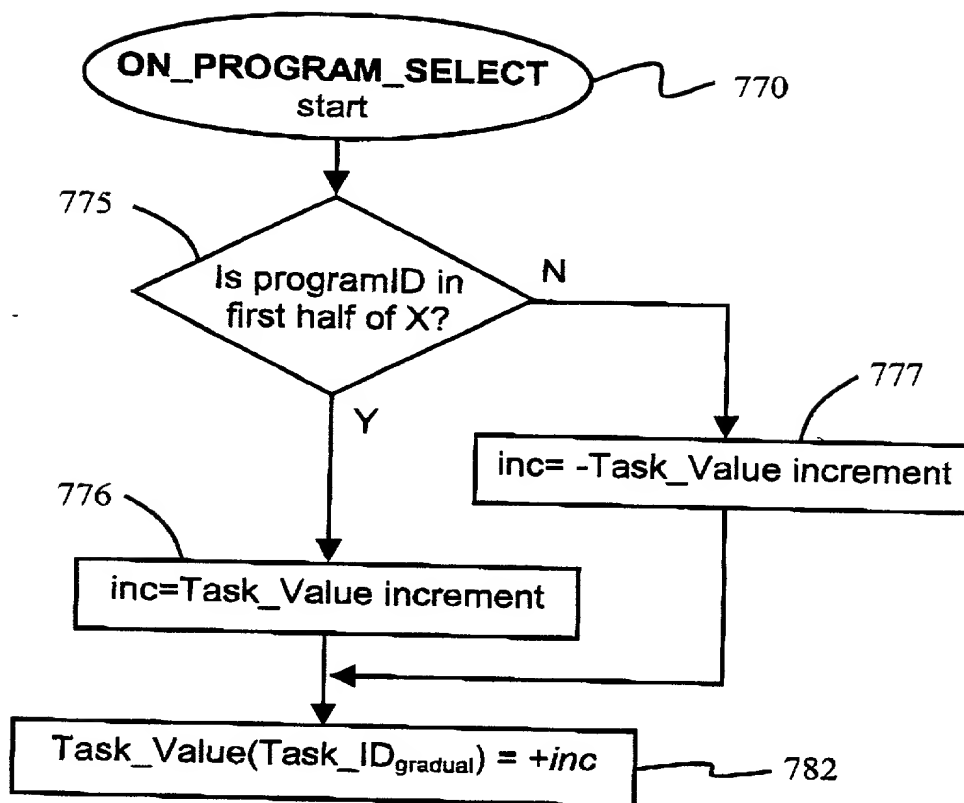 ON_PROGRAM_SELECT
start
770
775
Is programID in
first half of X?
N
Y
777
inc= -Task_Value increment
776
inc=Task_Value increment
Task_Value(Task_ID_gradual) = +inc
782